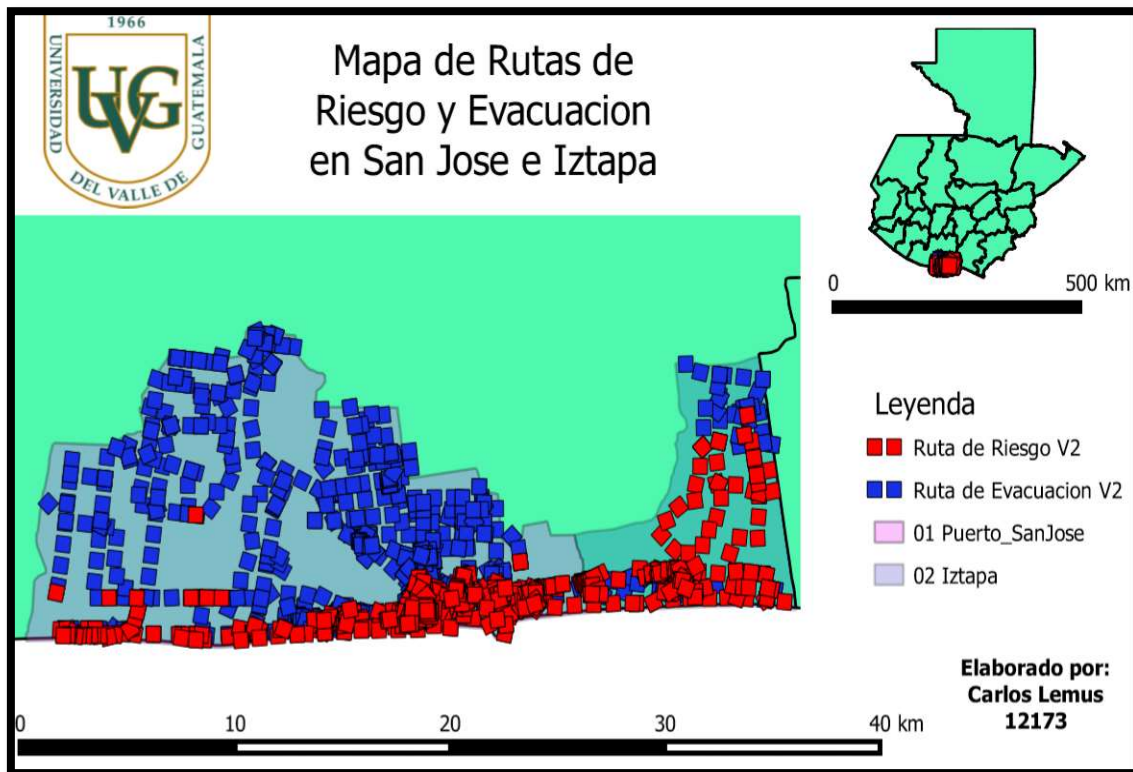 1966
UNIVERSIDAD
DEL VALLE DE
GUATEMALA
UVG
Mapa de Rutas de
Riesgo y Evacuacion
en San Jose e Iztapa
0 500 km
Leyenda
Ruta de Riesgo V2
Ruta de Evacuacion V2
01 Puerto_SanJose
02 Iztapa
Elaborado por:
Carlos Lemus
12173
0 10 20 30 40 km